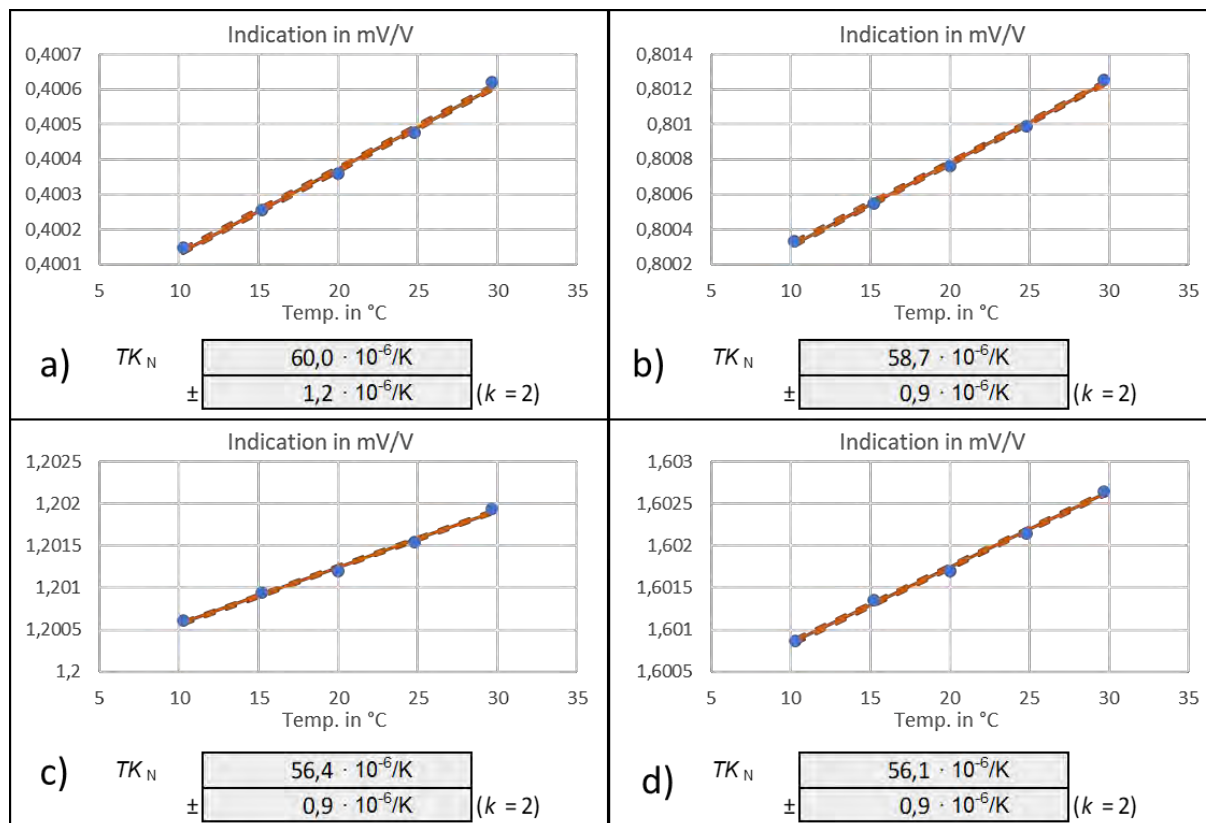 Indication in mV/V
0,4007
0,4006
0,4005
0,4004
0,4003
0,4002
0,4001
5 10 15 20 25 30 35
Temp. in °C
a) TK N 60,0 · 10⁻⁶/K
± 1,2 · 10⁻⁶/K (k = 2)
Indication in mV/V
0,8014
0,8012
0,801
0,8008
0,8006
0,8004
0,8002
5 10 15 20 25 30 35
Temp. in °C
b) TK N 58,7 · 10⁻⁶/K
± 0,9 · 10⁻⁶/K (k = 2)
Indication in mV/V
1,2025
1,202
1,2015
1,201
1,2005
1,2
5 10 15 20 25 30 35
Temp. in °C
c) TK N 56,4 · 10⁻⁶/K
± 0,9 · 10⁻⁶/K (k = 2)
Indication in mV/V
1,603
1,6025
1,602
1,6015
1,601
1,6005
5 10 15 20 25 30 35
Temp. in °C
d) TK N 56,1 · 10⁻⁶/K
± 0,9 · 10⁻⁶/K (k = 2)